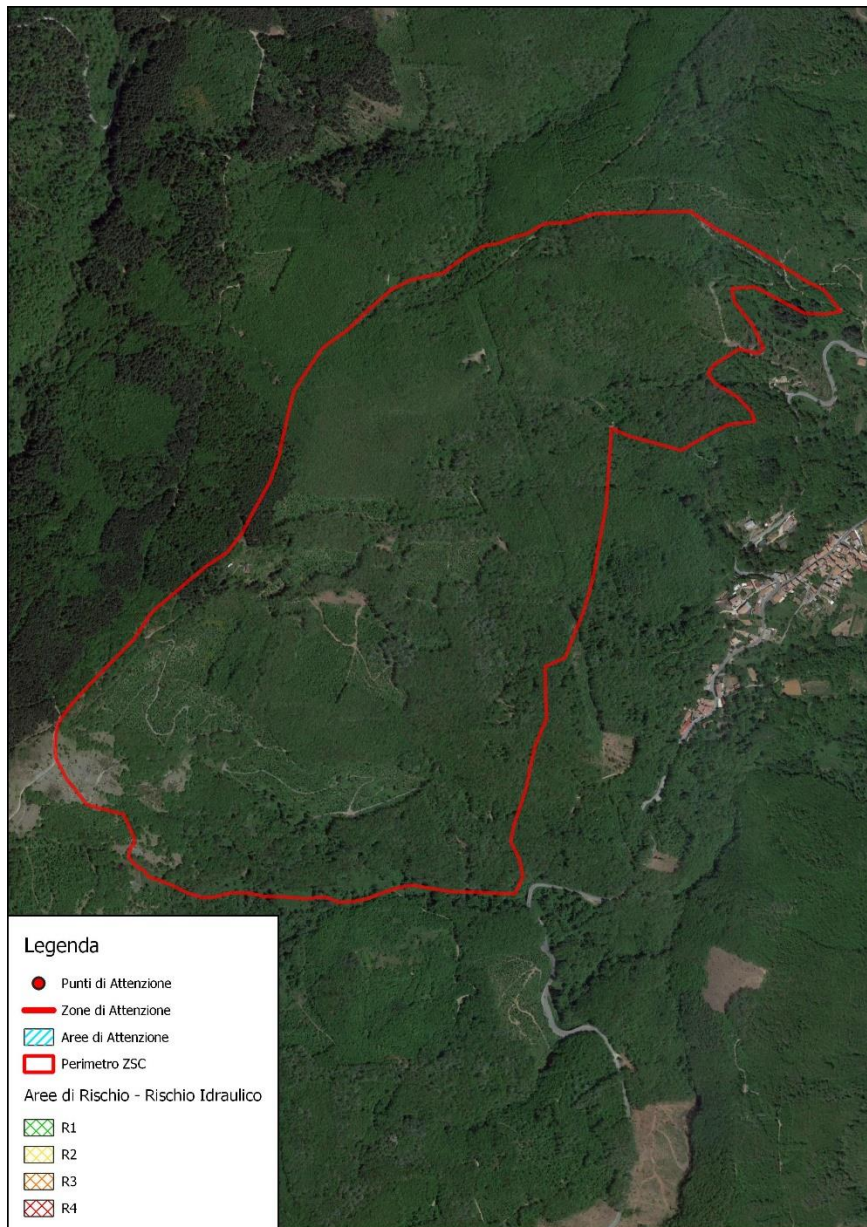 Legenda
Punti di Attenzione
Zone di Attenzione
Aree di Attenzione
Perimetro ZSC
Aree di Rischio - Rischio Idraulico
R1
R2
R3
R4